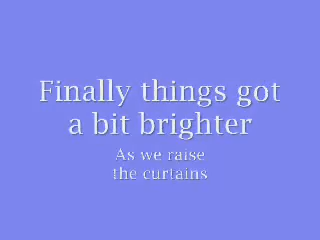 Finally things got
a bit brighter
As we raise
the curtains